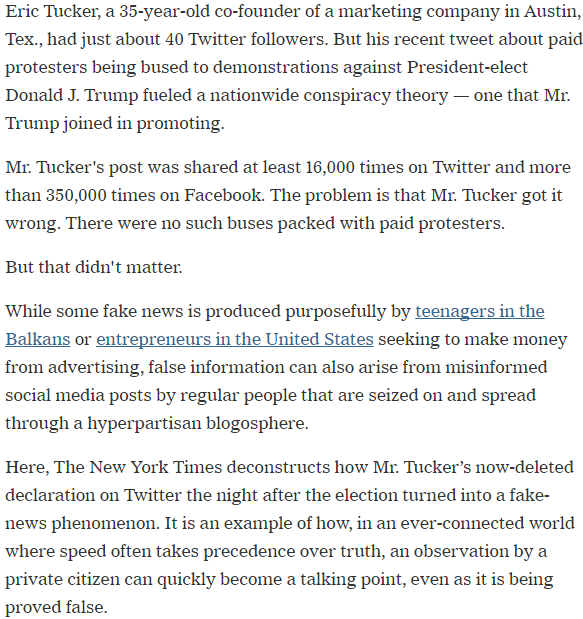 Eric Tucker, a 35-year-old co-founder of a marketing company in Austin,
Tex., had just about 40 Twitter followers. But his recent tweet about paid
protesters being bused to demonstrations against President-elect
Donald J. Trump fueled a nationwide conspiracy theory — one that Mr.
Trump joined in promoting.
Mr. Tucker's post was shared at least 16,000 times on Twitter and more
than 350,000 times on Facebook. The problem is that Mr. Tucker got it
wrong. There were no such buses packed with paid protesters.
But that didn't matter.
While some fake news is produced purposefully by teenagers in the
Balkans or entrepreneurs in the United States seeking to make money
from advertising, false information can also arise from misinformed
social media posts by regular people that are seized on and spread
through a hyperpartisan blogosphere.
Here, The New York Times deconstructs how Mr. Tucker’s now-deleted
declaration on Twitter the night after the election turned into a fake-
news phenomenon. It is an example of how, in an ever-connected world
where speed often takes precedence over truth, an observation by a
private citizen can quickly become a talking point, even as it is being
proved false.